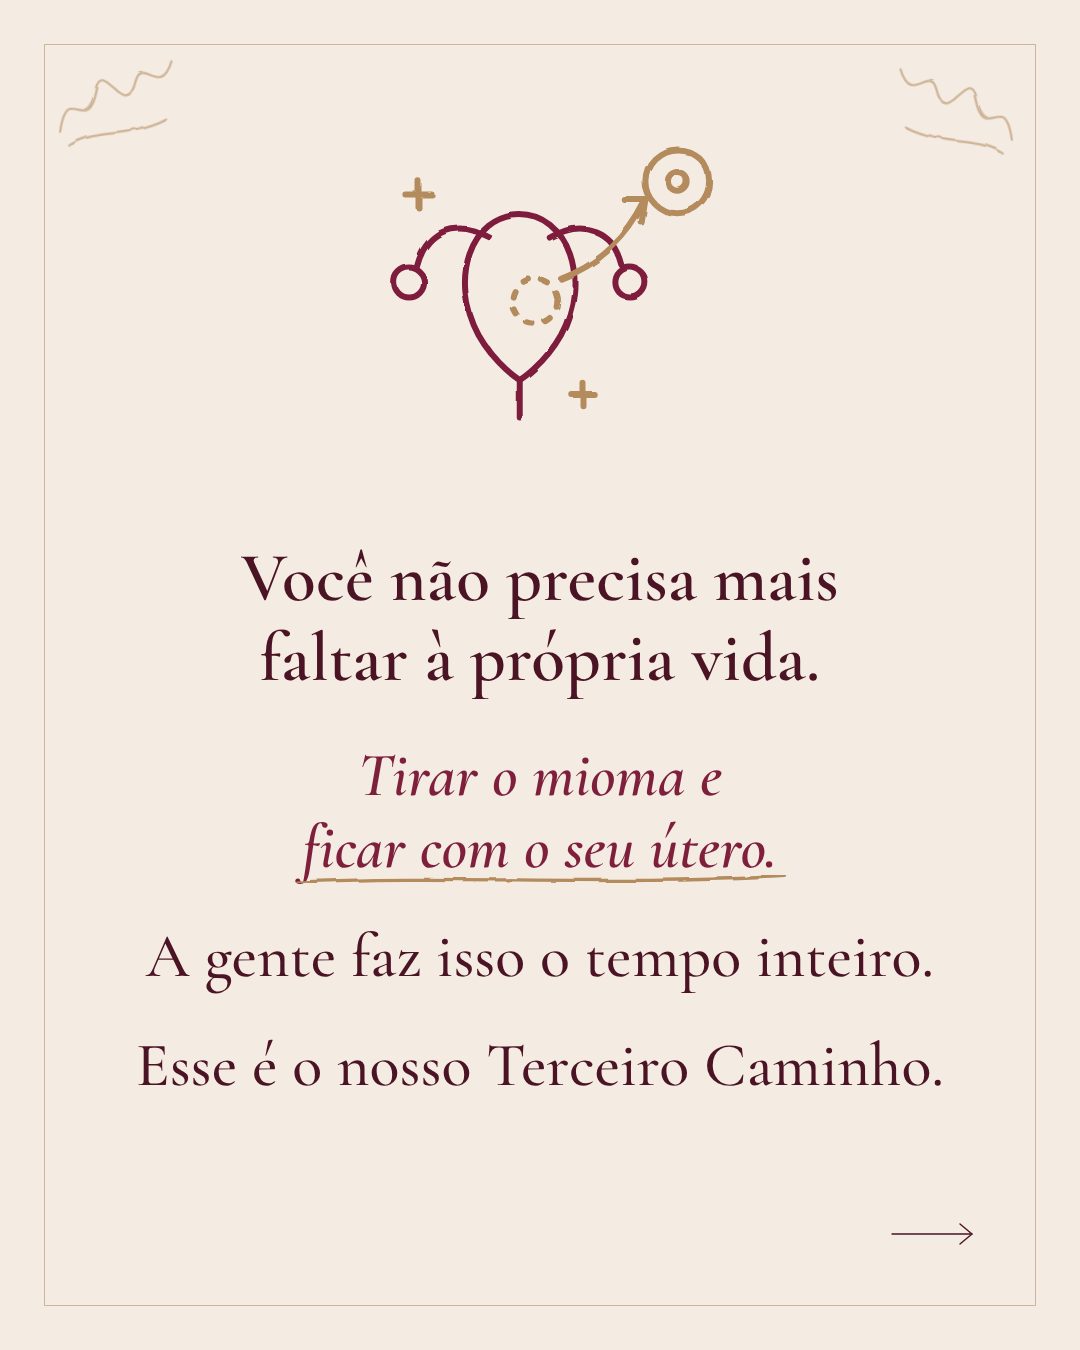 Você não precisa mais
faltar à própria vida.
Tirar o mioma e
ficar com o seu útero.
A gente faz isso o tempo inteiro.
Esse é o nosso Terceiro Caminho.